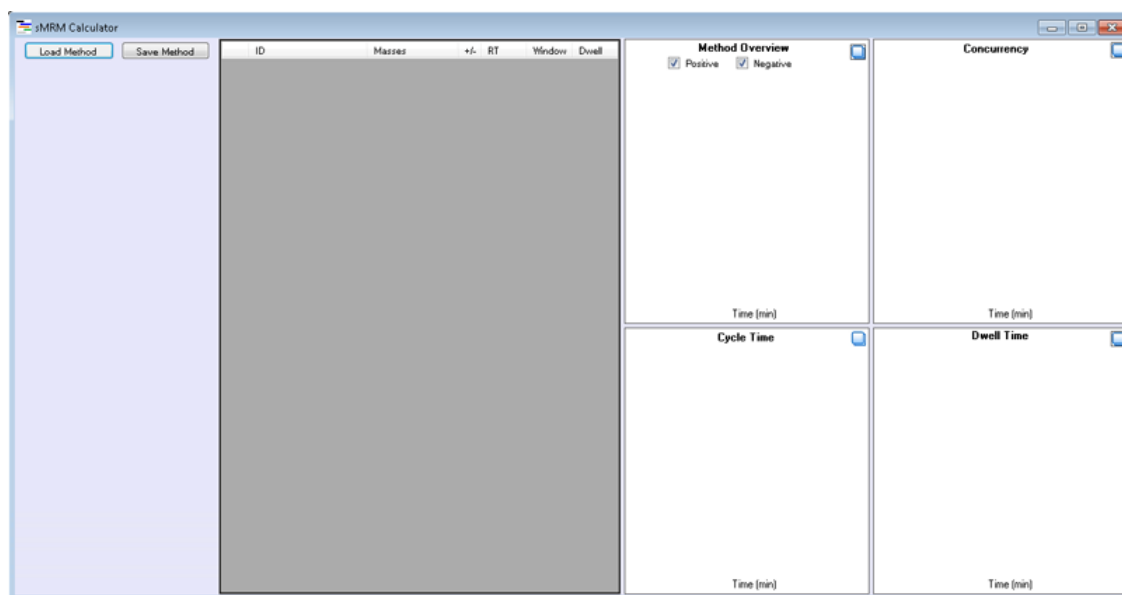 sMRM Calculator
Load Method Save Method
ID Masses +/- RT Window Dwell
Method Overview
Positive Negative
Time (min)
Concurrency
Time (min)
Cycle Time
Time (min)
Dwell Time
Time (min)